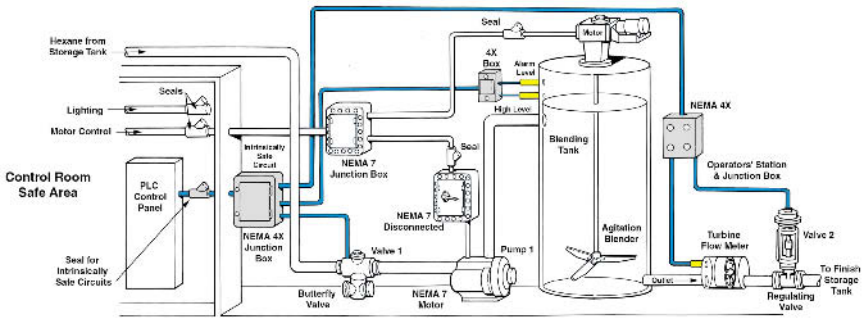 Hexane from
Storage Tank
Seal
Motor
4X
Box
Alarm
Level
Seals
Lighting
High Level
NEMA 4X
Motor Control
Intrinsically
Safe
Circuit
NEMA 7
Junction Box
Seal
Blending
Tank
Operators' Station
& Junction Box
Control Room
Safe Area
PLC
Control
Panel
NEMA 7
Disconnected
NEMA 4X
Junction
Box
Agitation
Blender
Turbine
Flow Meter
Valve 2
Valve 1
Pump 1
Seal for
Intrinsically
Safe Circuits
Butterfly
Valve
NEMA 7
Motor
Outlet
To Finish
Storage
Tank
Regulating
Valve